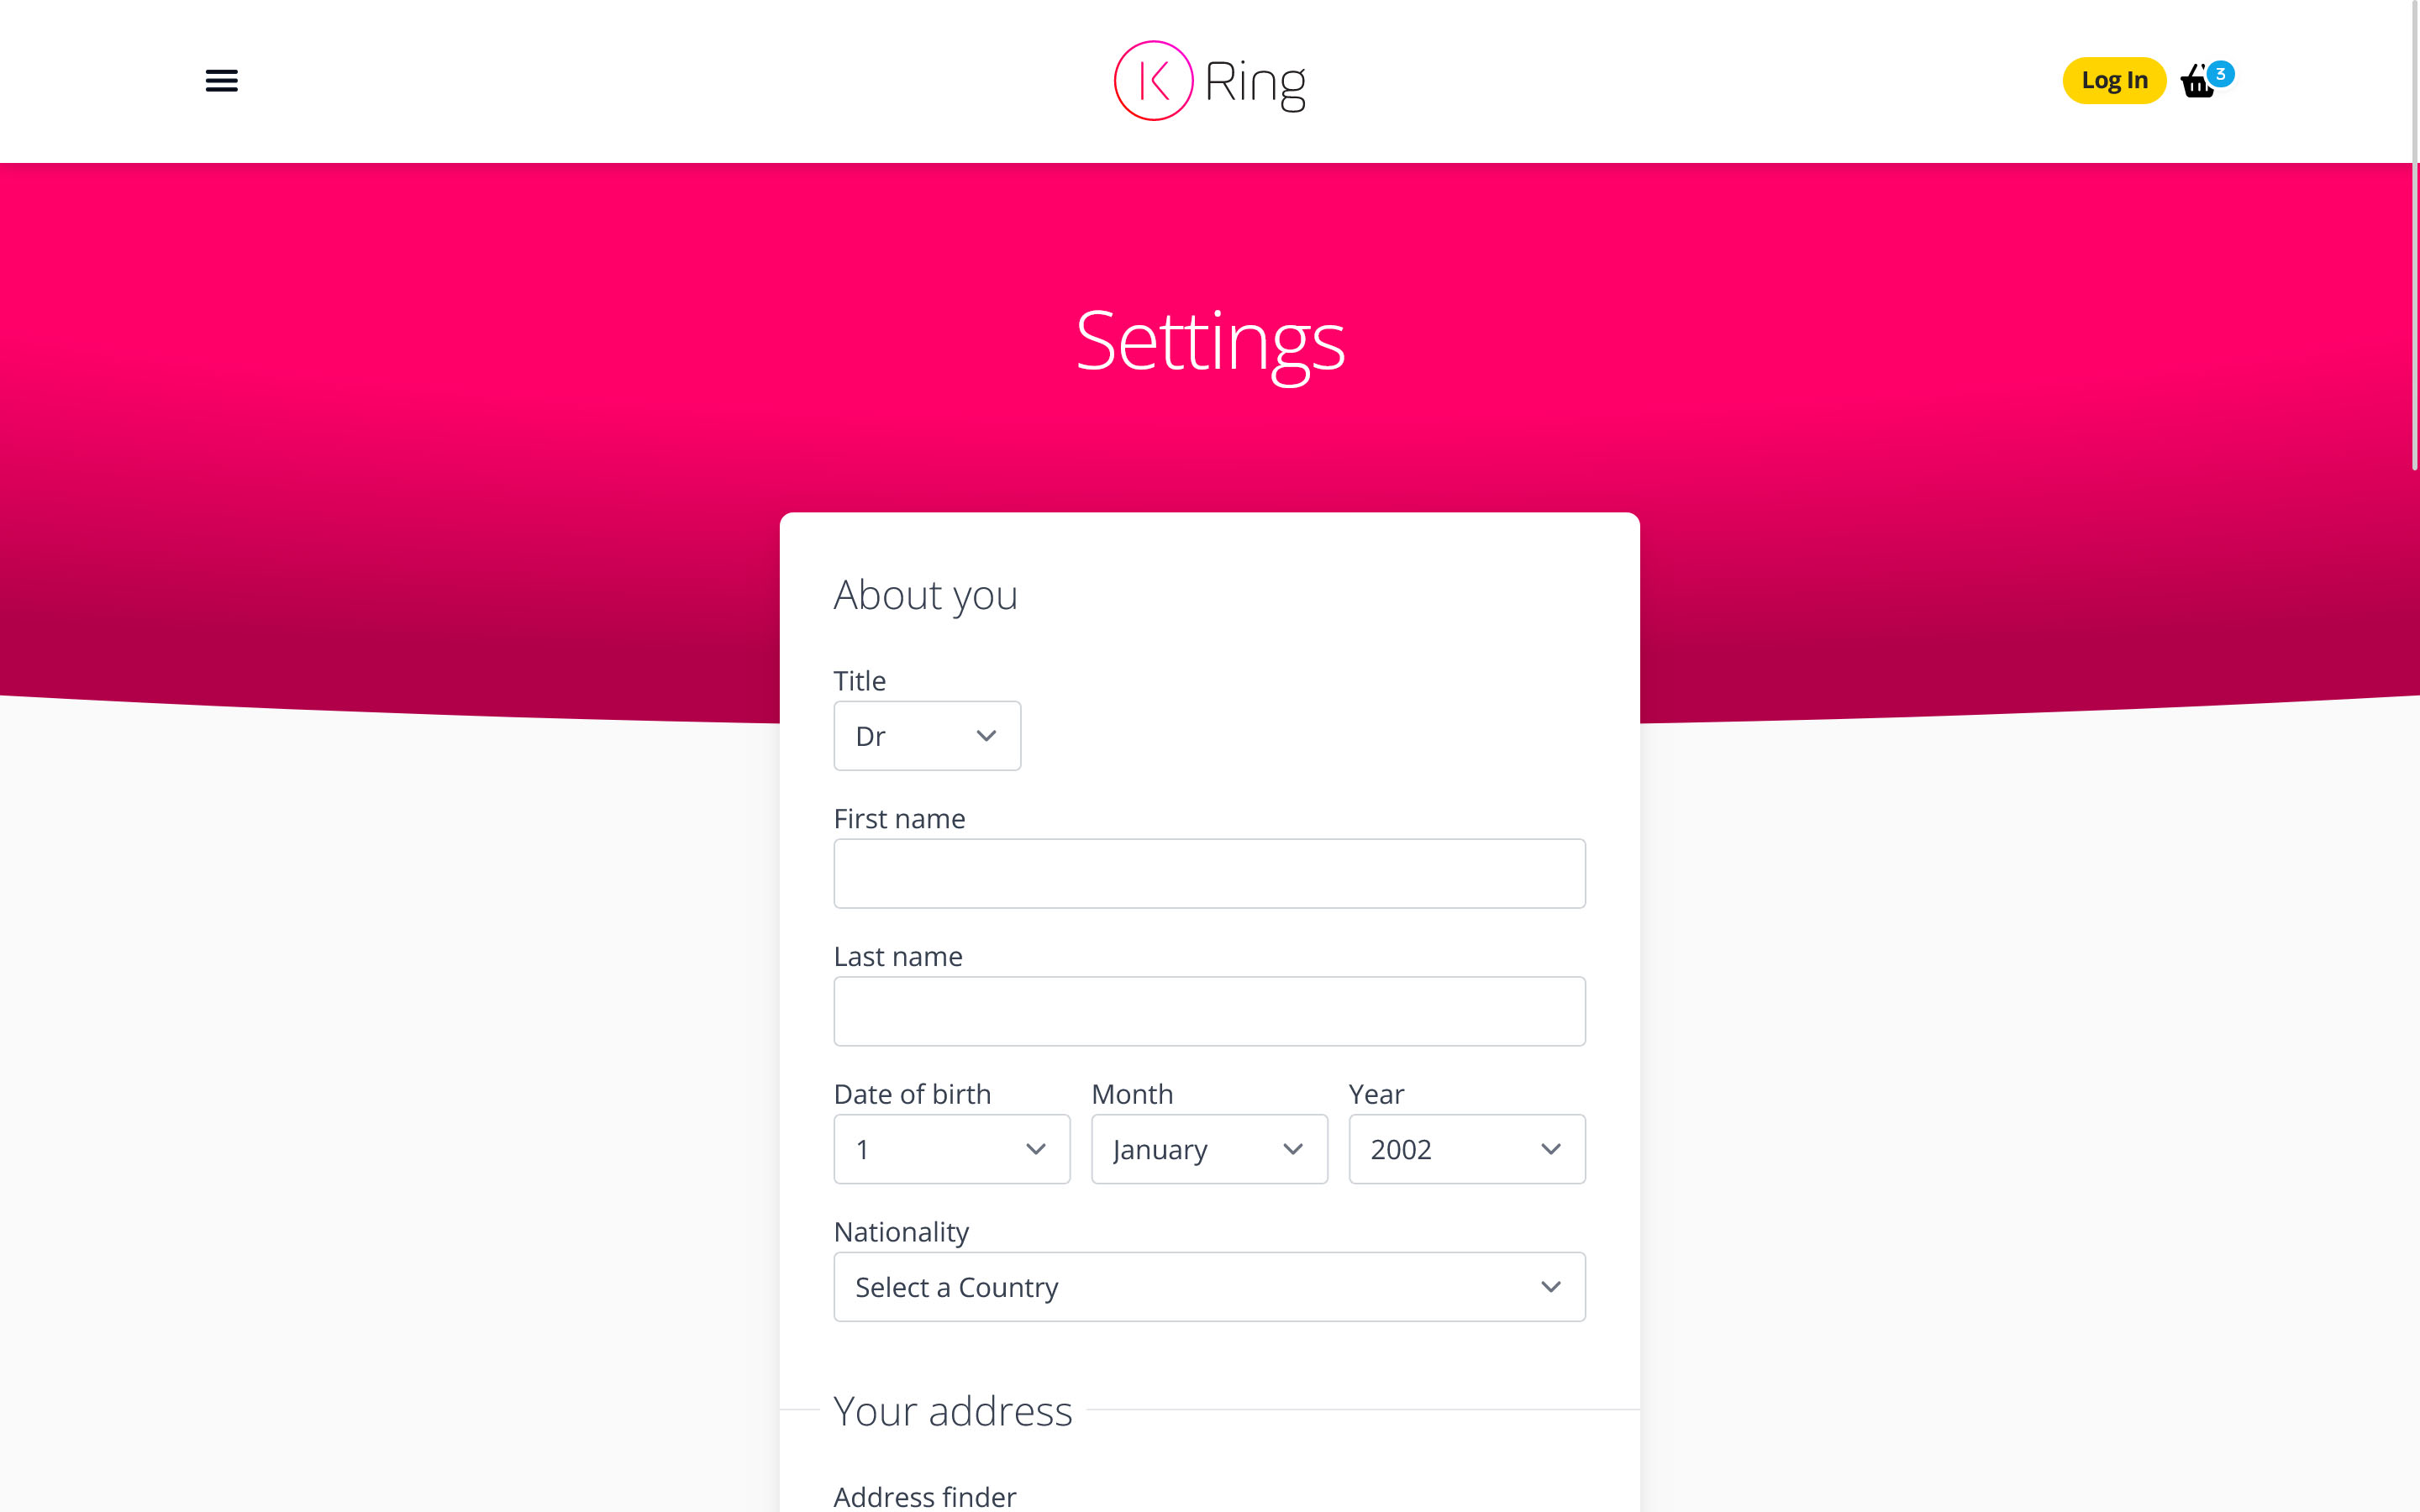 K Ring
Log In
3
Settings
About you
Title
Dr
First name
Last name
Date of birth Month Year
1 January 2002
Nationality
Select a Country
Your address
Address finder